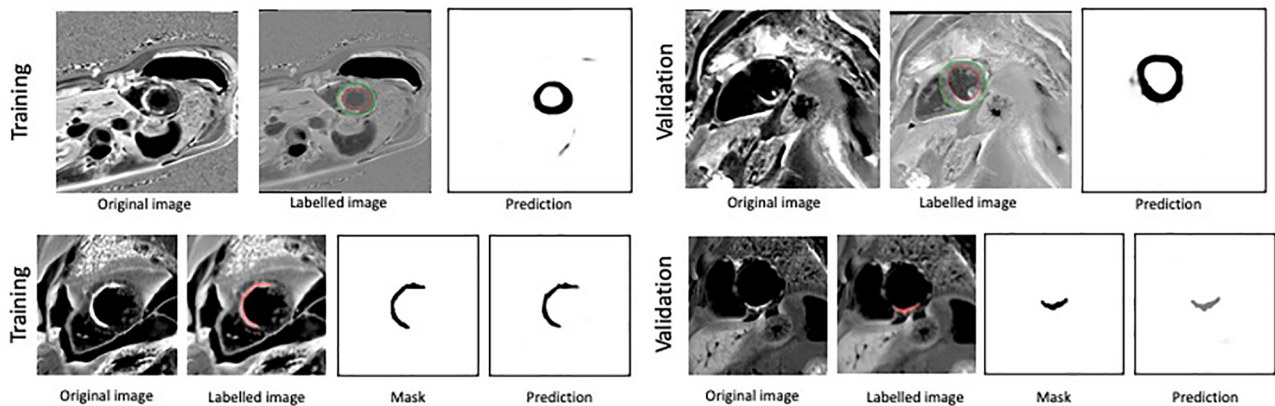 Training
Original image
Labelled image
Prediction
Validation
Original image
Labelled image
Prediction
Training
Original image
Labelled image
Mask
Prediction
Validation
Original image
Labelled image
Mask
Prediction